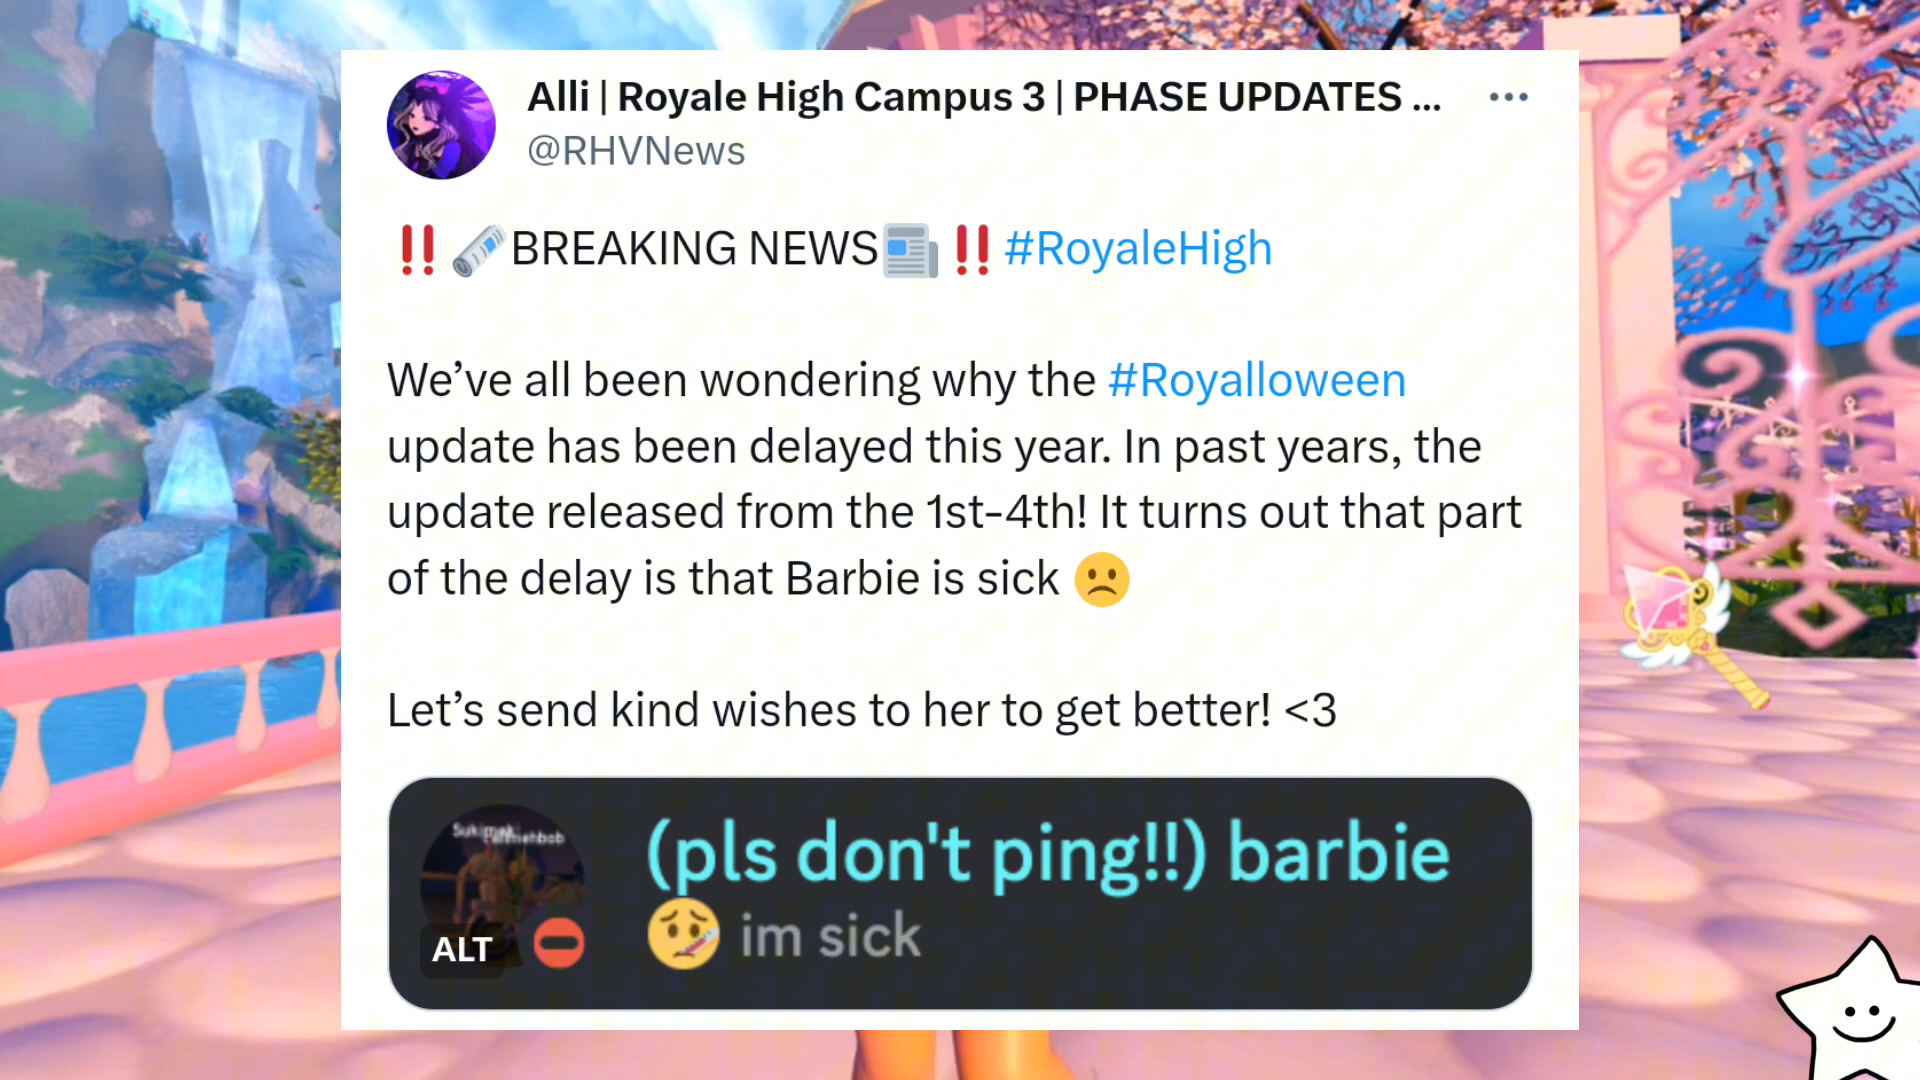 Alli | Royale High Campus 3 | PHASE UPDATES ...
@RHVNews
‼️🗞️BREAKING NEWS📰‼️ #RoyaleHigh
We’ve all been wondering why the #Royalloween
update has been delayed this year. In past years, the
update released from the 1st-4th! It turns out that part
of the delay is that Barbie is sick ☹️
Let’s send kind wishes to her to get better! <3
(pls don't ping!!) barbie
🤒 im sick
ALT